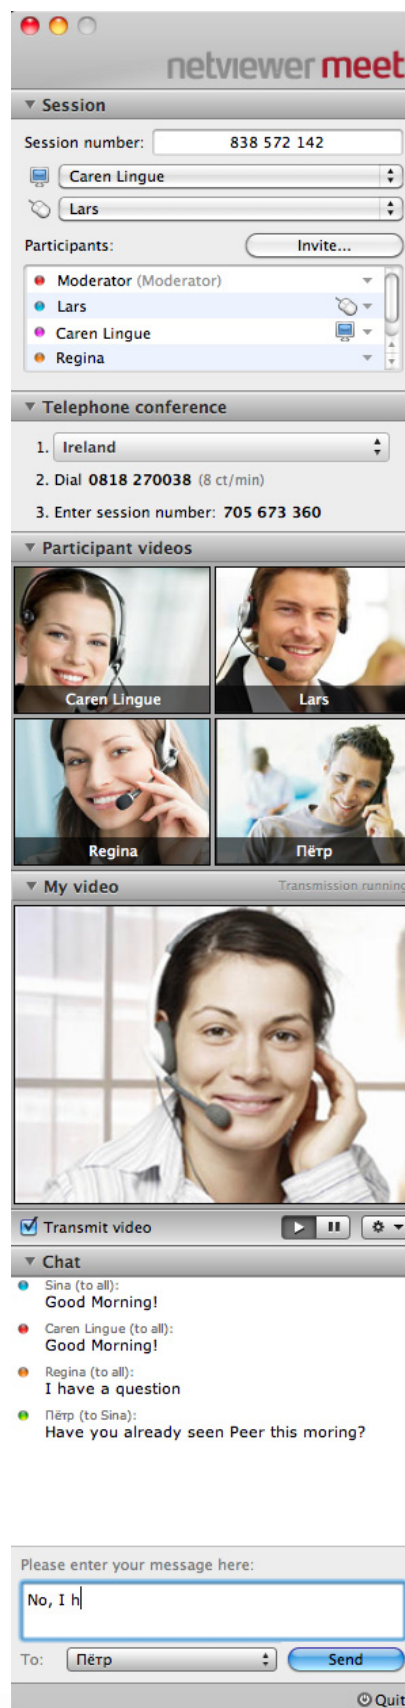 netviewer meet
Session
Session number: 838 572 142
Caren Lingue
Lars
Participants: Invite...
Moderator (Moderator)
Lars
Caren Lingue
Regina
Telephone conference
1. Ireland
2. Dial 0818 270038 (8 ct/min)
3. Enter session number: 705 673 360
Participant videos
Caren Lingue Lars
Regina Пётр
My video Transmission running
Transmit video
Chat
Sina (to all):
Good Morning!
Caren Lingue (to all):
Good Morning!
Regina (to all):
I have a question
Пётр (to Sina):
Have you already seen Peer this moring?
Please enter your message here:
No, I h
To: Пётр Send
Quit